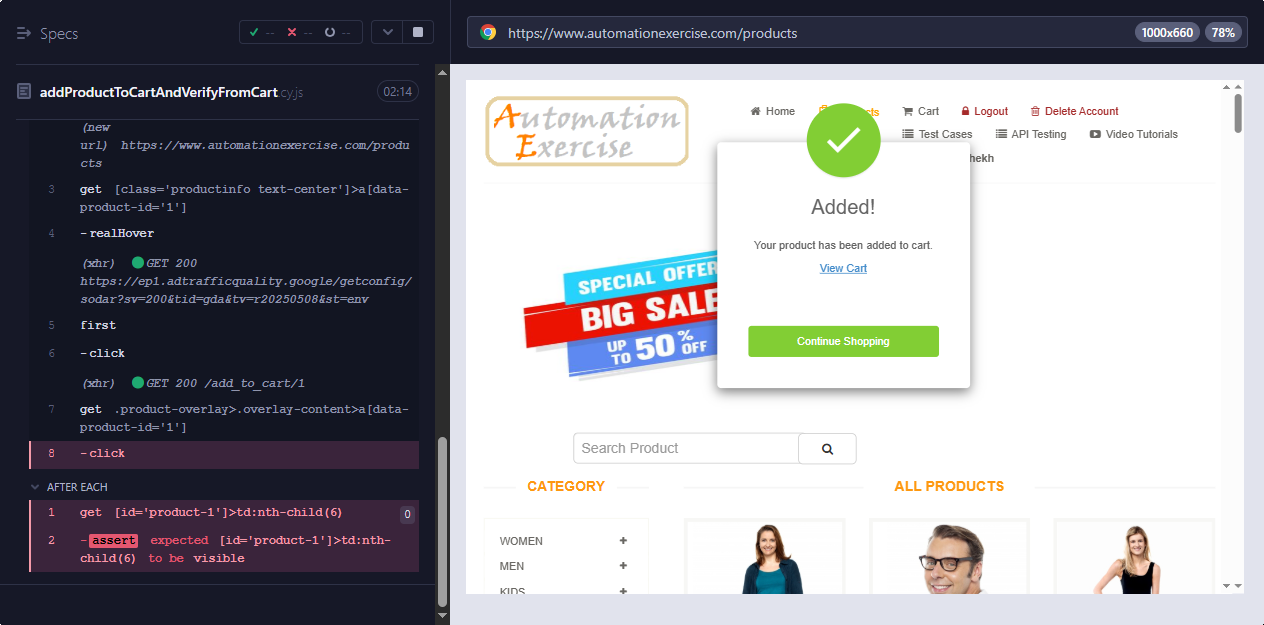 Specs
-- -- --
addProductToCartAndVerifyFromCart cy.js
02:14
(new
url) https://www.automationexercise.com/produ
cts
3 get [class='productinfo text-center']>a[data-
product-id='1']
4 -realHover
(xhr) GET 200
https://ep1.adtrafficquality.google/getconfig/
sodar?sv=200&tid=gda&tv=r20250508&st=env
5 first
6 -click
(xhr) GET 200 /add_to_cart/1
7 get .product-overlay>.overlay-content>a[data-
product-id='1']
8 -click
AFTER EACH
1 get [id='product-1']>td:nth-child(6) 0
2 -assert expected [id='product-1']>td:nth-
child(6) to be visible
https://www.automationexercise.com/products
1000x660 78%
Automation
Exercise
Home
Cart
Logout
Delete Account
Test Cases
API Testing
Video Tutorials
Added!
Your product has been added to cart.
View Cart
Continue Shopping
SPECIAL OFFER
BIG SALE
UP TO 50% OFF
Search Product
CATEGORY
ALL PRODUCTS
WOMEN +
MEN +
KIDS +